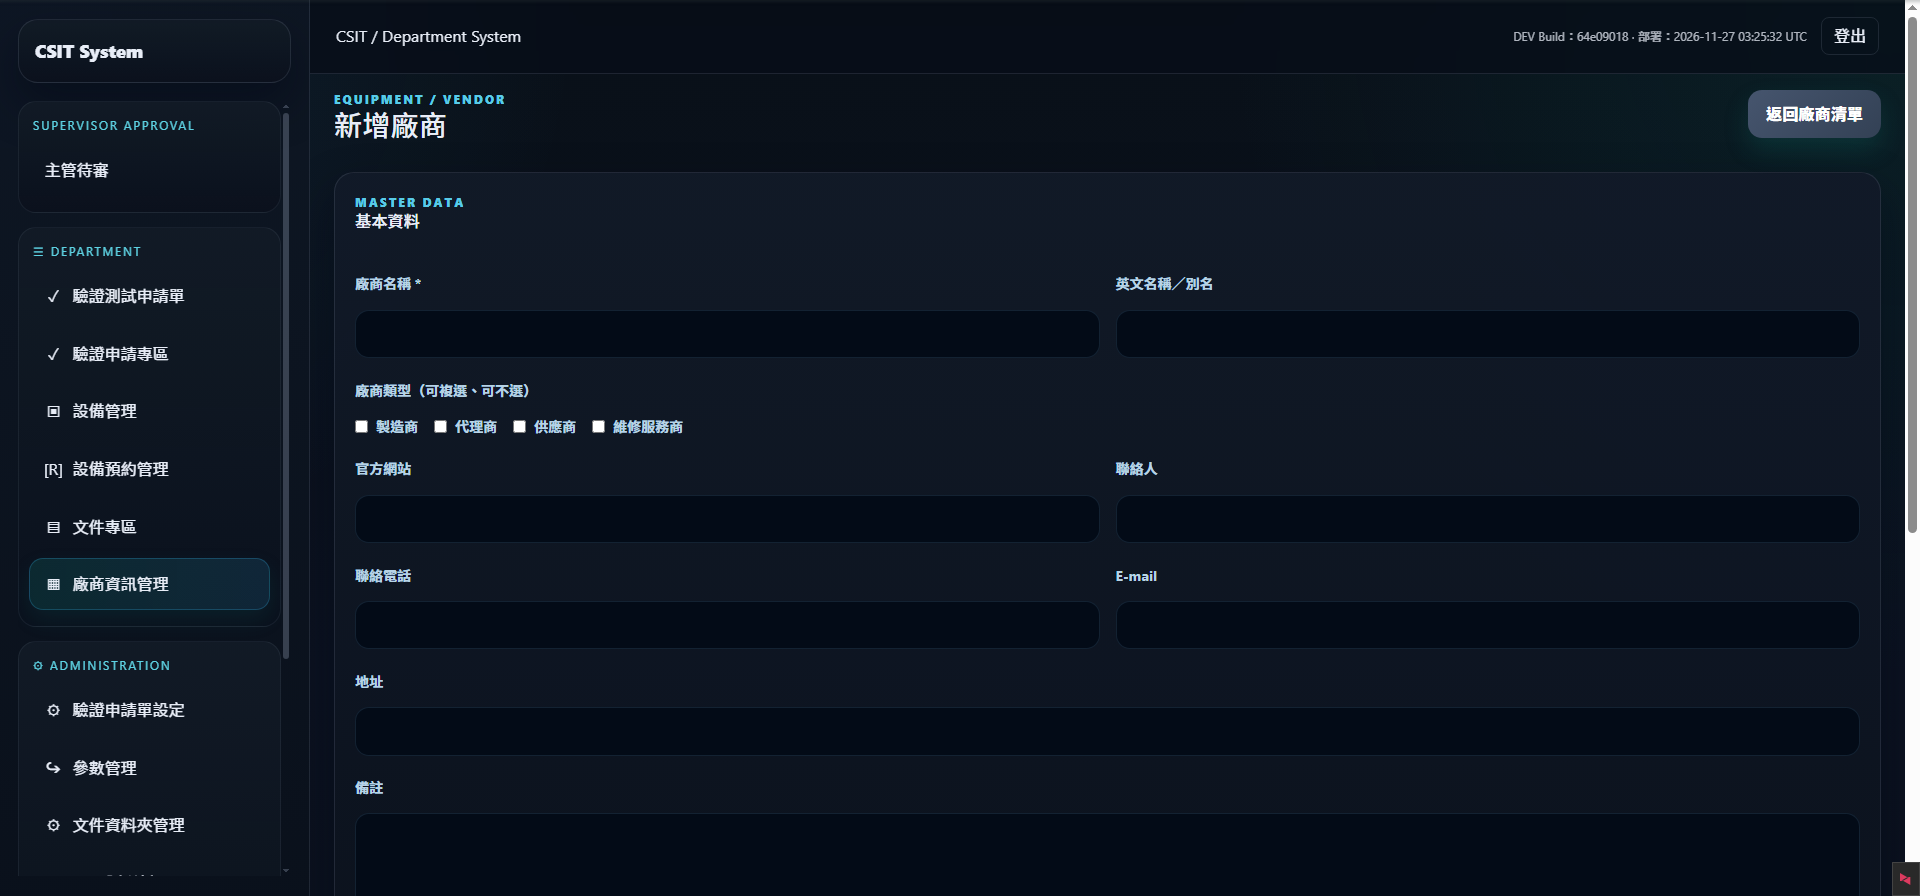 CSIT System
SUPERVISOR APPROVAL
主管待審
☰ DEPARTMENT
✓ 驗證測試申請單
✓ 驗證申請專區
▣ 設備管理
[R] 設備預約管理
▤ 文件專區
▦ 廠商資訊管理
⚙ ADMINISTRATION
⚙ 驗證申請單設定
↪ 參數管理
⚙ 文件資料夾管理
CSIT / Department System
DEV Build：64e09018 · 部署：2026-11-27 03:25:32 UTC
登出
EQUIPMENT / VENDOR
新增廠商
返回廠商清單
MASTER DATA
基本資料
廠商名稱 *
英文名稱／別名
廠商類型（可複選、可不選）
製造商 代理商 供應商 維修服務商
官方網站
聯絡人
聯絡電話
E-mail
地址
備註